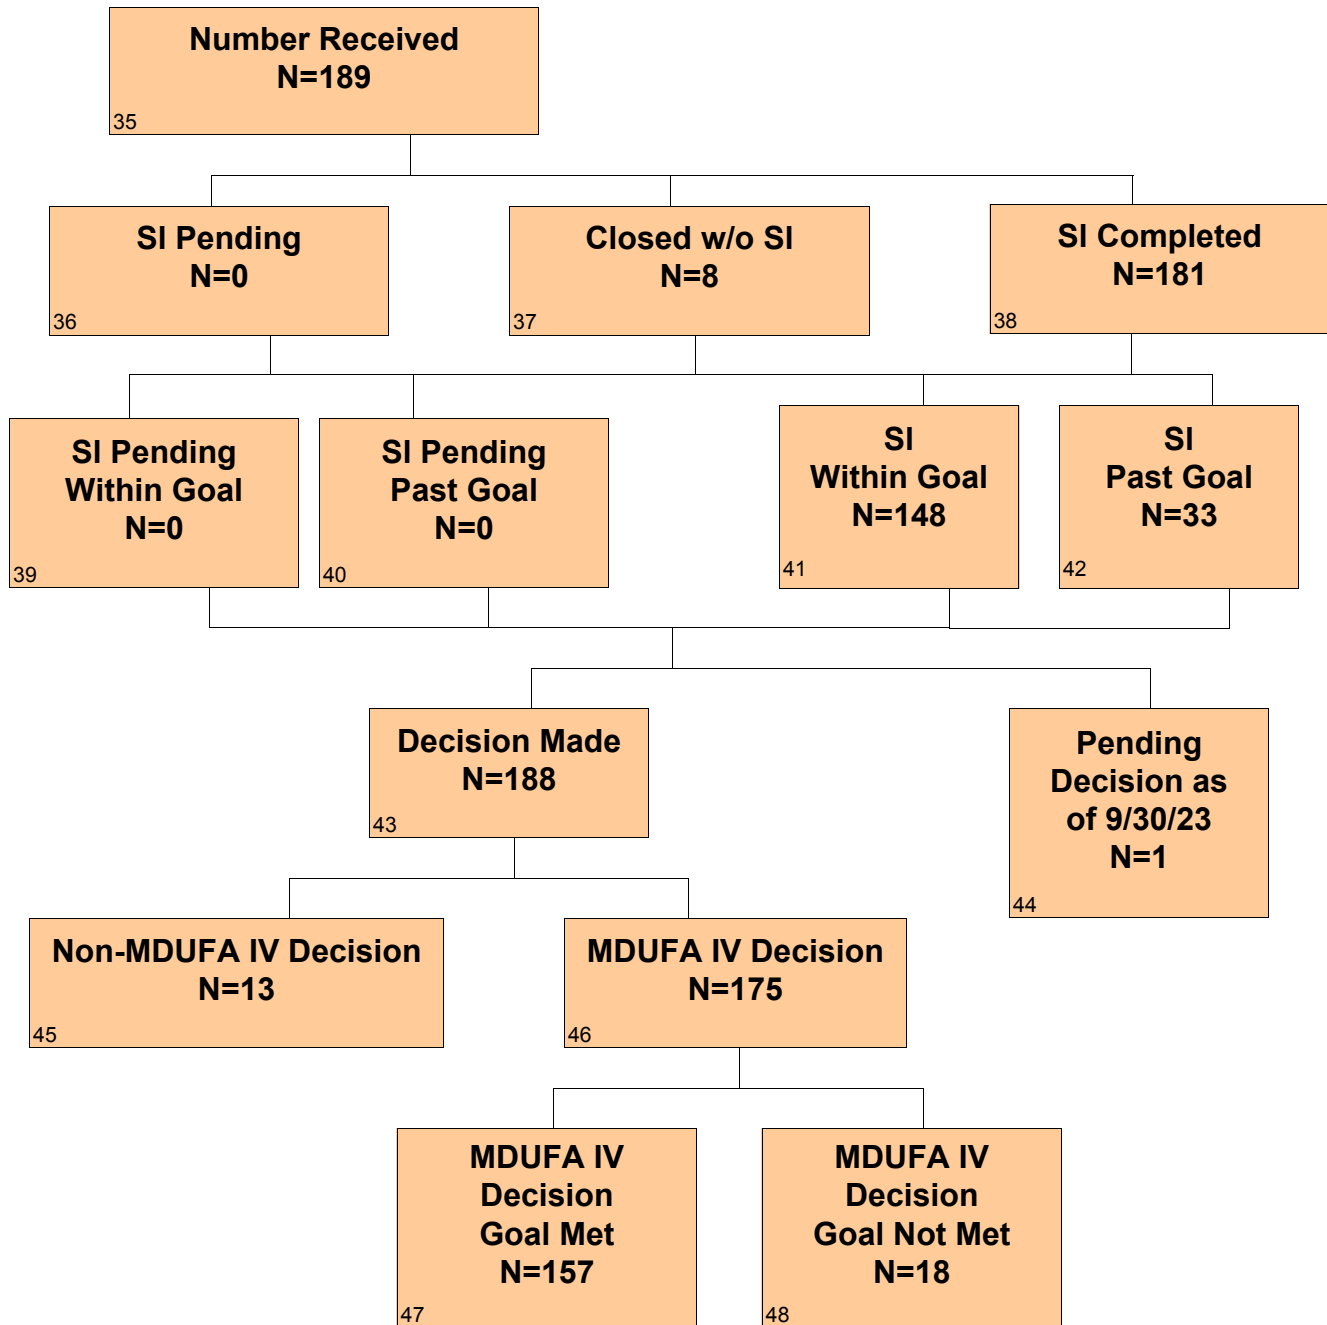 Number Received
N=189
35
SI Pending
N=0
36
Closed w/o SI
N=8
37
SI Completed
N=181
38
SI Pending
Within Goal
N=0
39
SI Pending
Past Goal
N=0
40
SI
Within Goal
N=148
41
SI
Past Goal
N=33
42
Decision Made
N=188
43
Pending
Decision as
of 9/30/23
N=1
44
Non-MDUFA IV Decision
N=13
45
MDUFA IV Decision
N=175
46
MDUFA IV
Decision
Goal Met
N=157
47
MDUFA IV
Decision
Goal Not Met
N=18
48